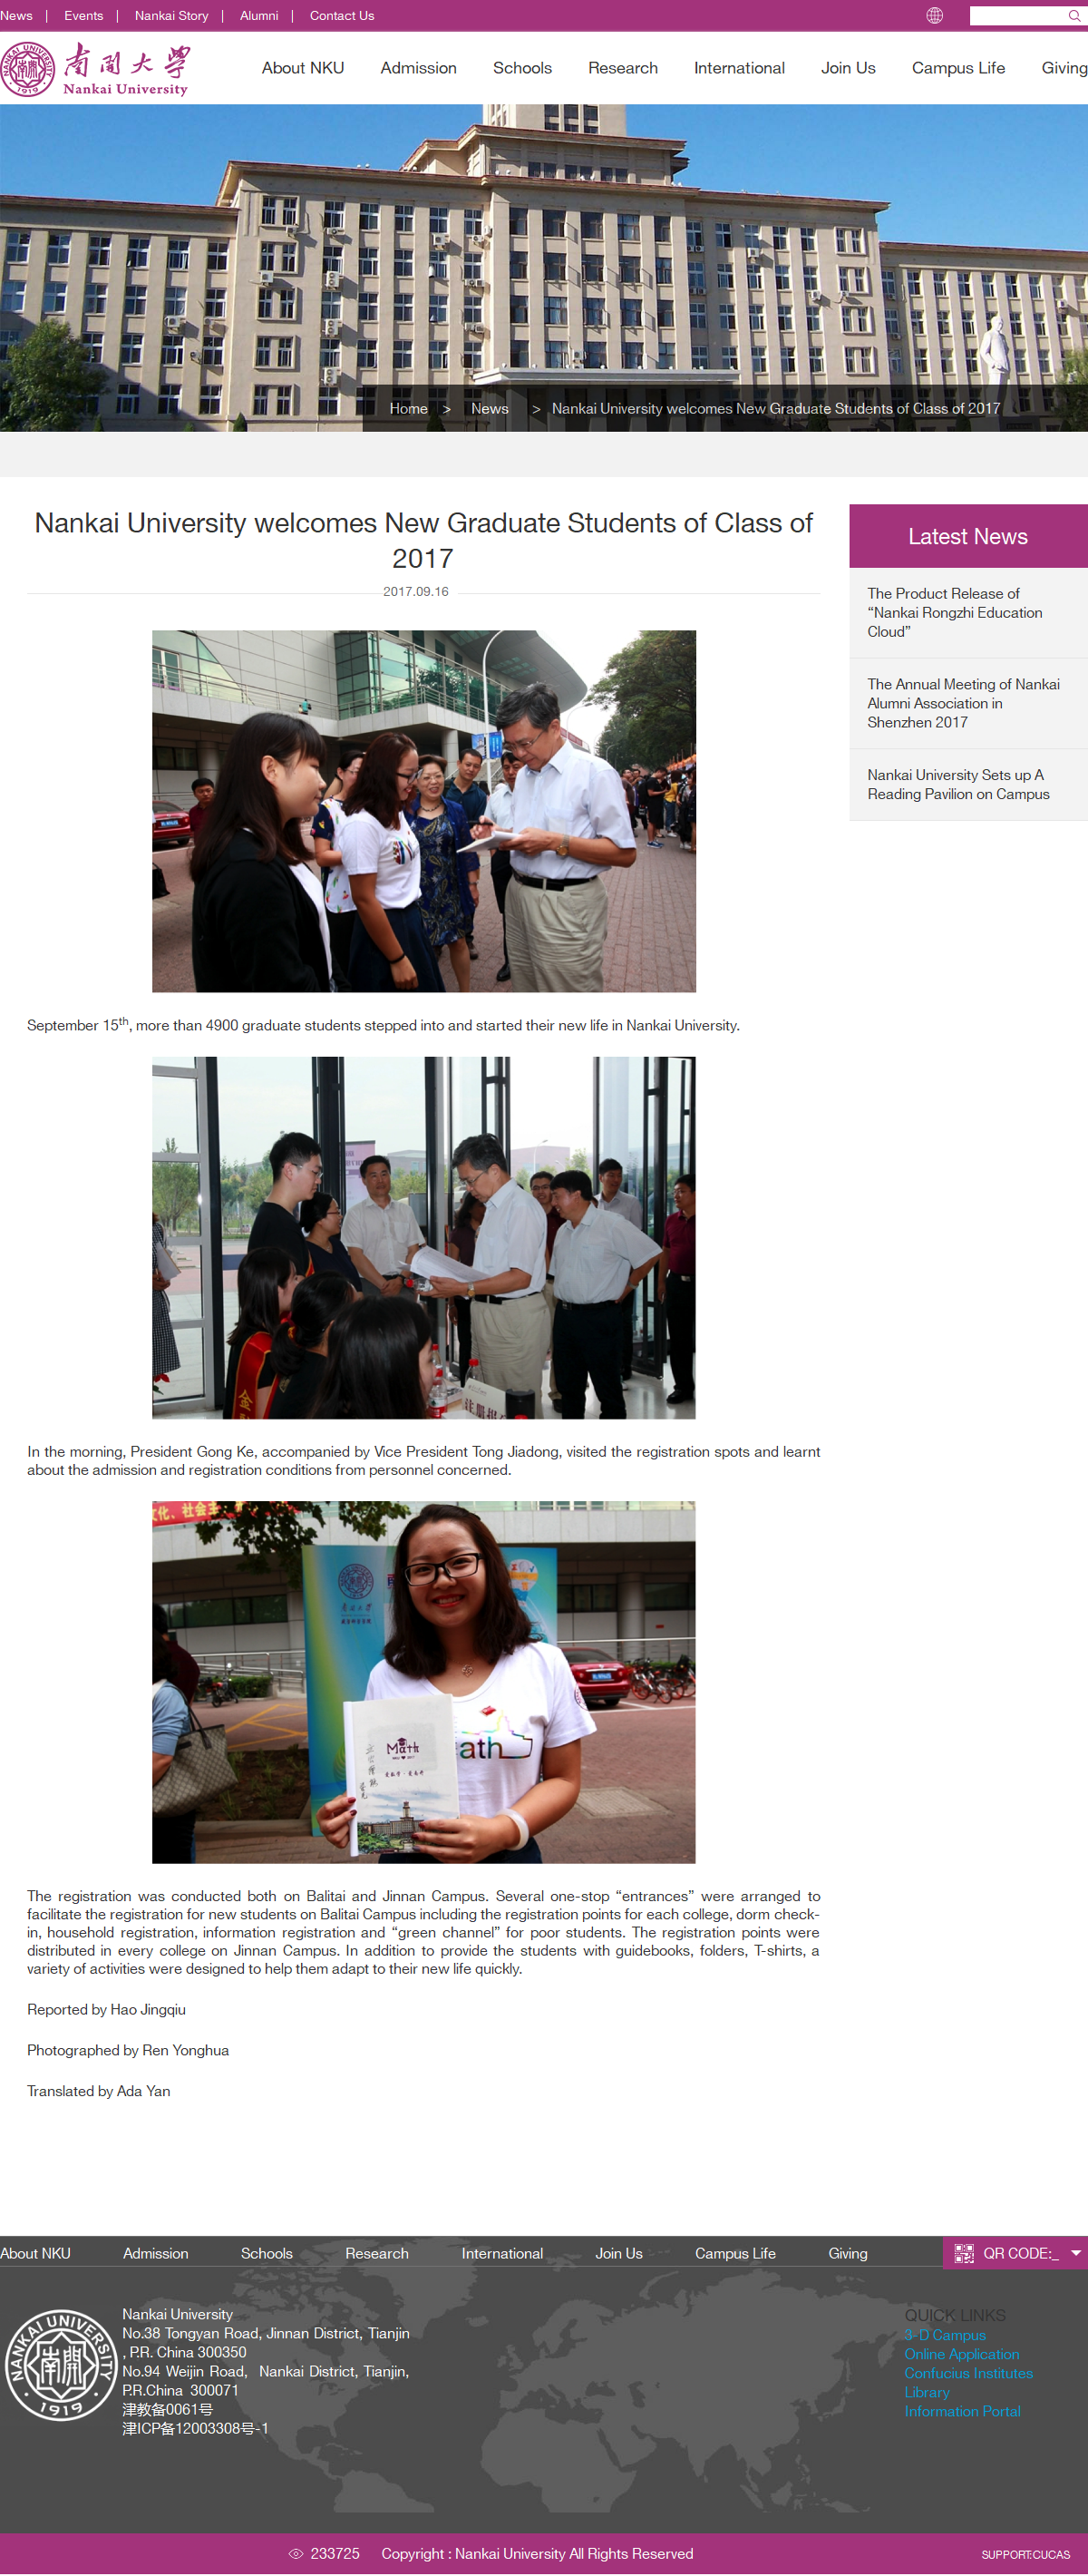 News | Events | Nankai Story | Alumni | Contact Us
南開大學
Nankai University
NANKAI UNIVERSITY
1919
About NKU Admission Schools Research International Join Us Campus Life Giving
Home > News > Nankai University welcomes New Graduate Students of Class of 2017
Nankai University welcomes New Graduate Students of Class of
2017
2017.09.16
Latest News
The Product Release of
“Nankai Rongzhi Education
Cloud”
The Annual Meeting of Nankai
Alumni Association in
Shenzhen 2017
Nankai University Sets up A
Reading Pavilion on Campus
September 15th, more than 4900 graduate students stepped into and started their new life in Nankai University.
In the morning, President Gong Ke, accompanied by Vice President Tong Jiadong, visited the registration spots and learnt
about the admission and registration conditions from personnel concerned.
Math
ath
The registration was conducted both on Balitai and Jinnan Campus. Several one-stop “entrances” were arranged to
facilitate the registration for new students on Balitai Campus including the registration points for each college, dorm check-
in, household registration, information registration and “green channel” for poor students. The registration points were
distributed in every college on Jinnan Campus. In addition to provide the students with guidebooks, folders, T-shirts, a
variety of activities were designed to help them adapt to their new life quickly.
Reported by Hao Jingqiu
Photographed by Ren Yonghua
Translated by Ada Yan
About NKU Admission Schools Research International Join Us Campus Life Giving QR CODE:_
NANKAI UNIVERSITY
1919
Nankai University
No.38 Tongyan Road, Jinnan District, Tianjin
, P.R. China 300350
No.94 Weijin Road, Nankai District, Tianjin,
P.R.China 300071
津教备0061号
津ICP备12003308号-1
QUICK LINKS
3-D Campus
Online Application
Confucius Institutes
Library
Information Portal
233725 Copyright : Nankai University All Rights Reserved SUPPORT:CUCAS